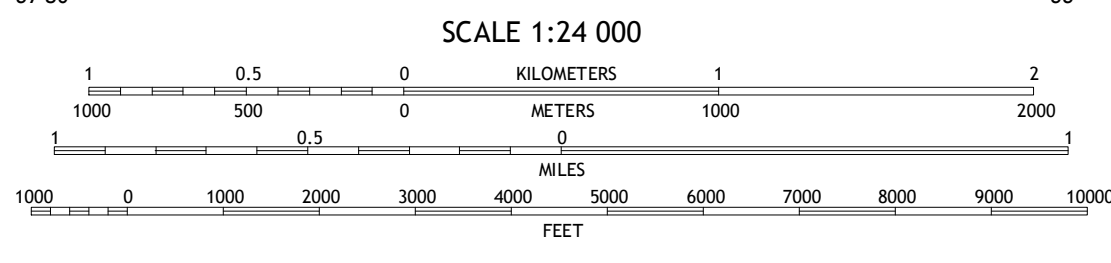 SCALE 1:24 000
1 0.5 0 KILOMETERS 1 2
1000 500 0 METERS 1000 2000
1 0.5 0 1
MILES
1000 0 1000 2000 3000 4000 5000 6000 7000 8000 9000 10000
FEET